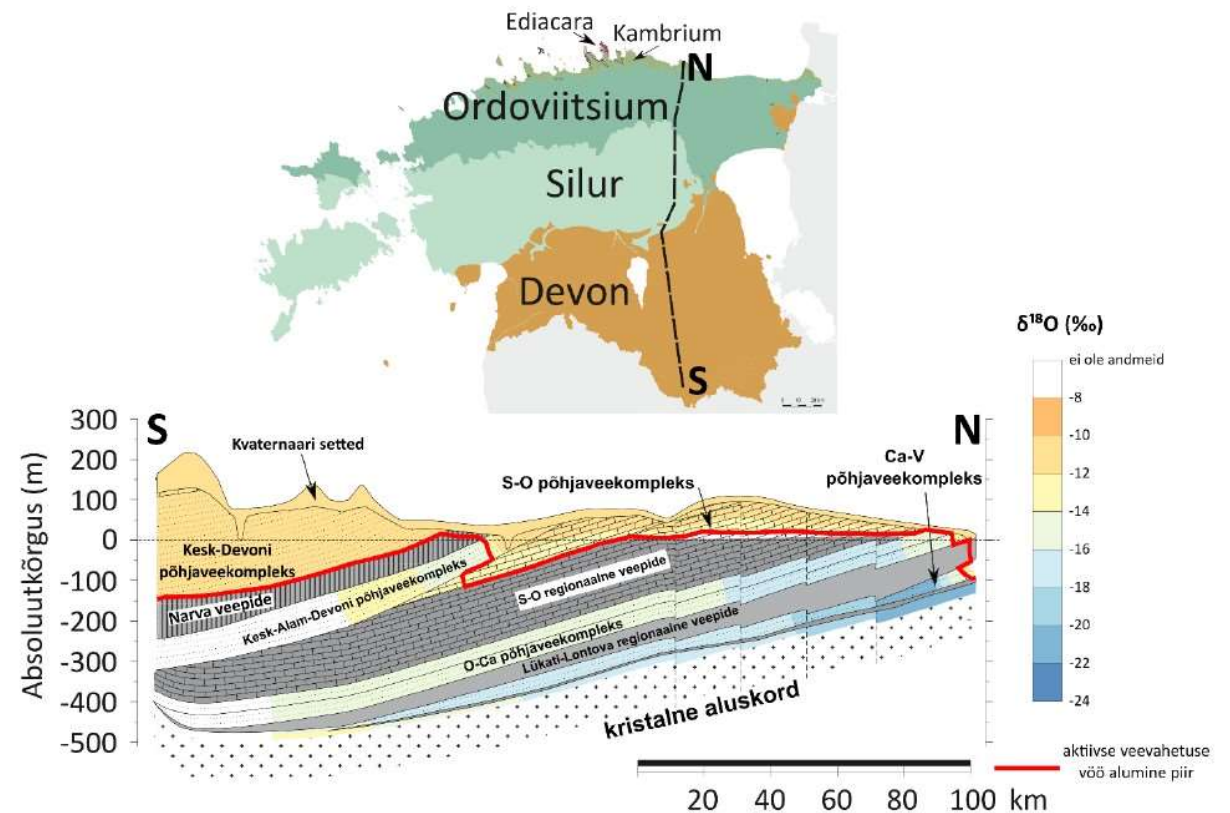 Ediacara
Kambrium
N
Ordoviitsium
Silur
Devon
S
δ¹⁸O (‰)
ei ole andmeid
-8
-10
-12
-14
-16
-18
-20
-22
-24
300
200
100
0
-100
-200
-300
-400
-500
Absoluutkõrgus (m)
S
N
Kvaternaari setted
S-O põhjaveekompleks
Ca-V
põhjaveekompleks
Kesk-Devoni
põhjaveekompleks
Narva veepide
Kesk-Alam-Devoni põhjaveekompleks
S-O regionaalne veepide
O-Ca põhjaveekompleks
Lükati-Lontova regionaalne veepide
kristalne aluskord
aktiivse veevahetuse
vöö alumine piir
20 40 60 80 100 km